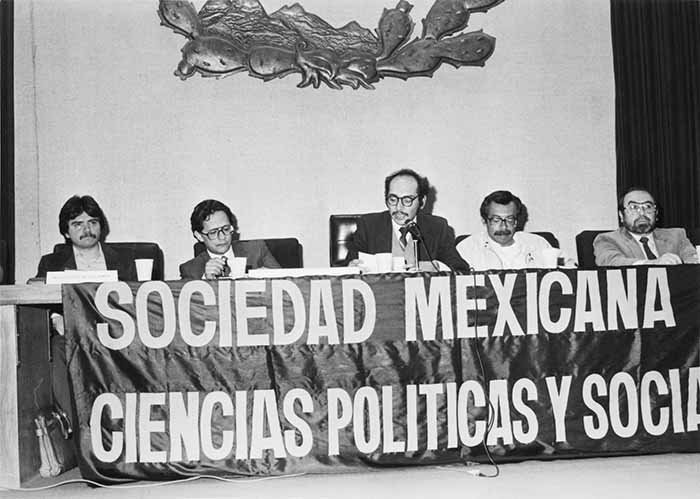 SOCIEDAD MEXICANA
CIENCIAS POLITICAS Y SOCIA